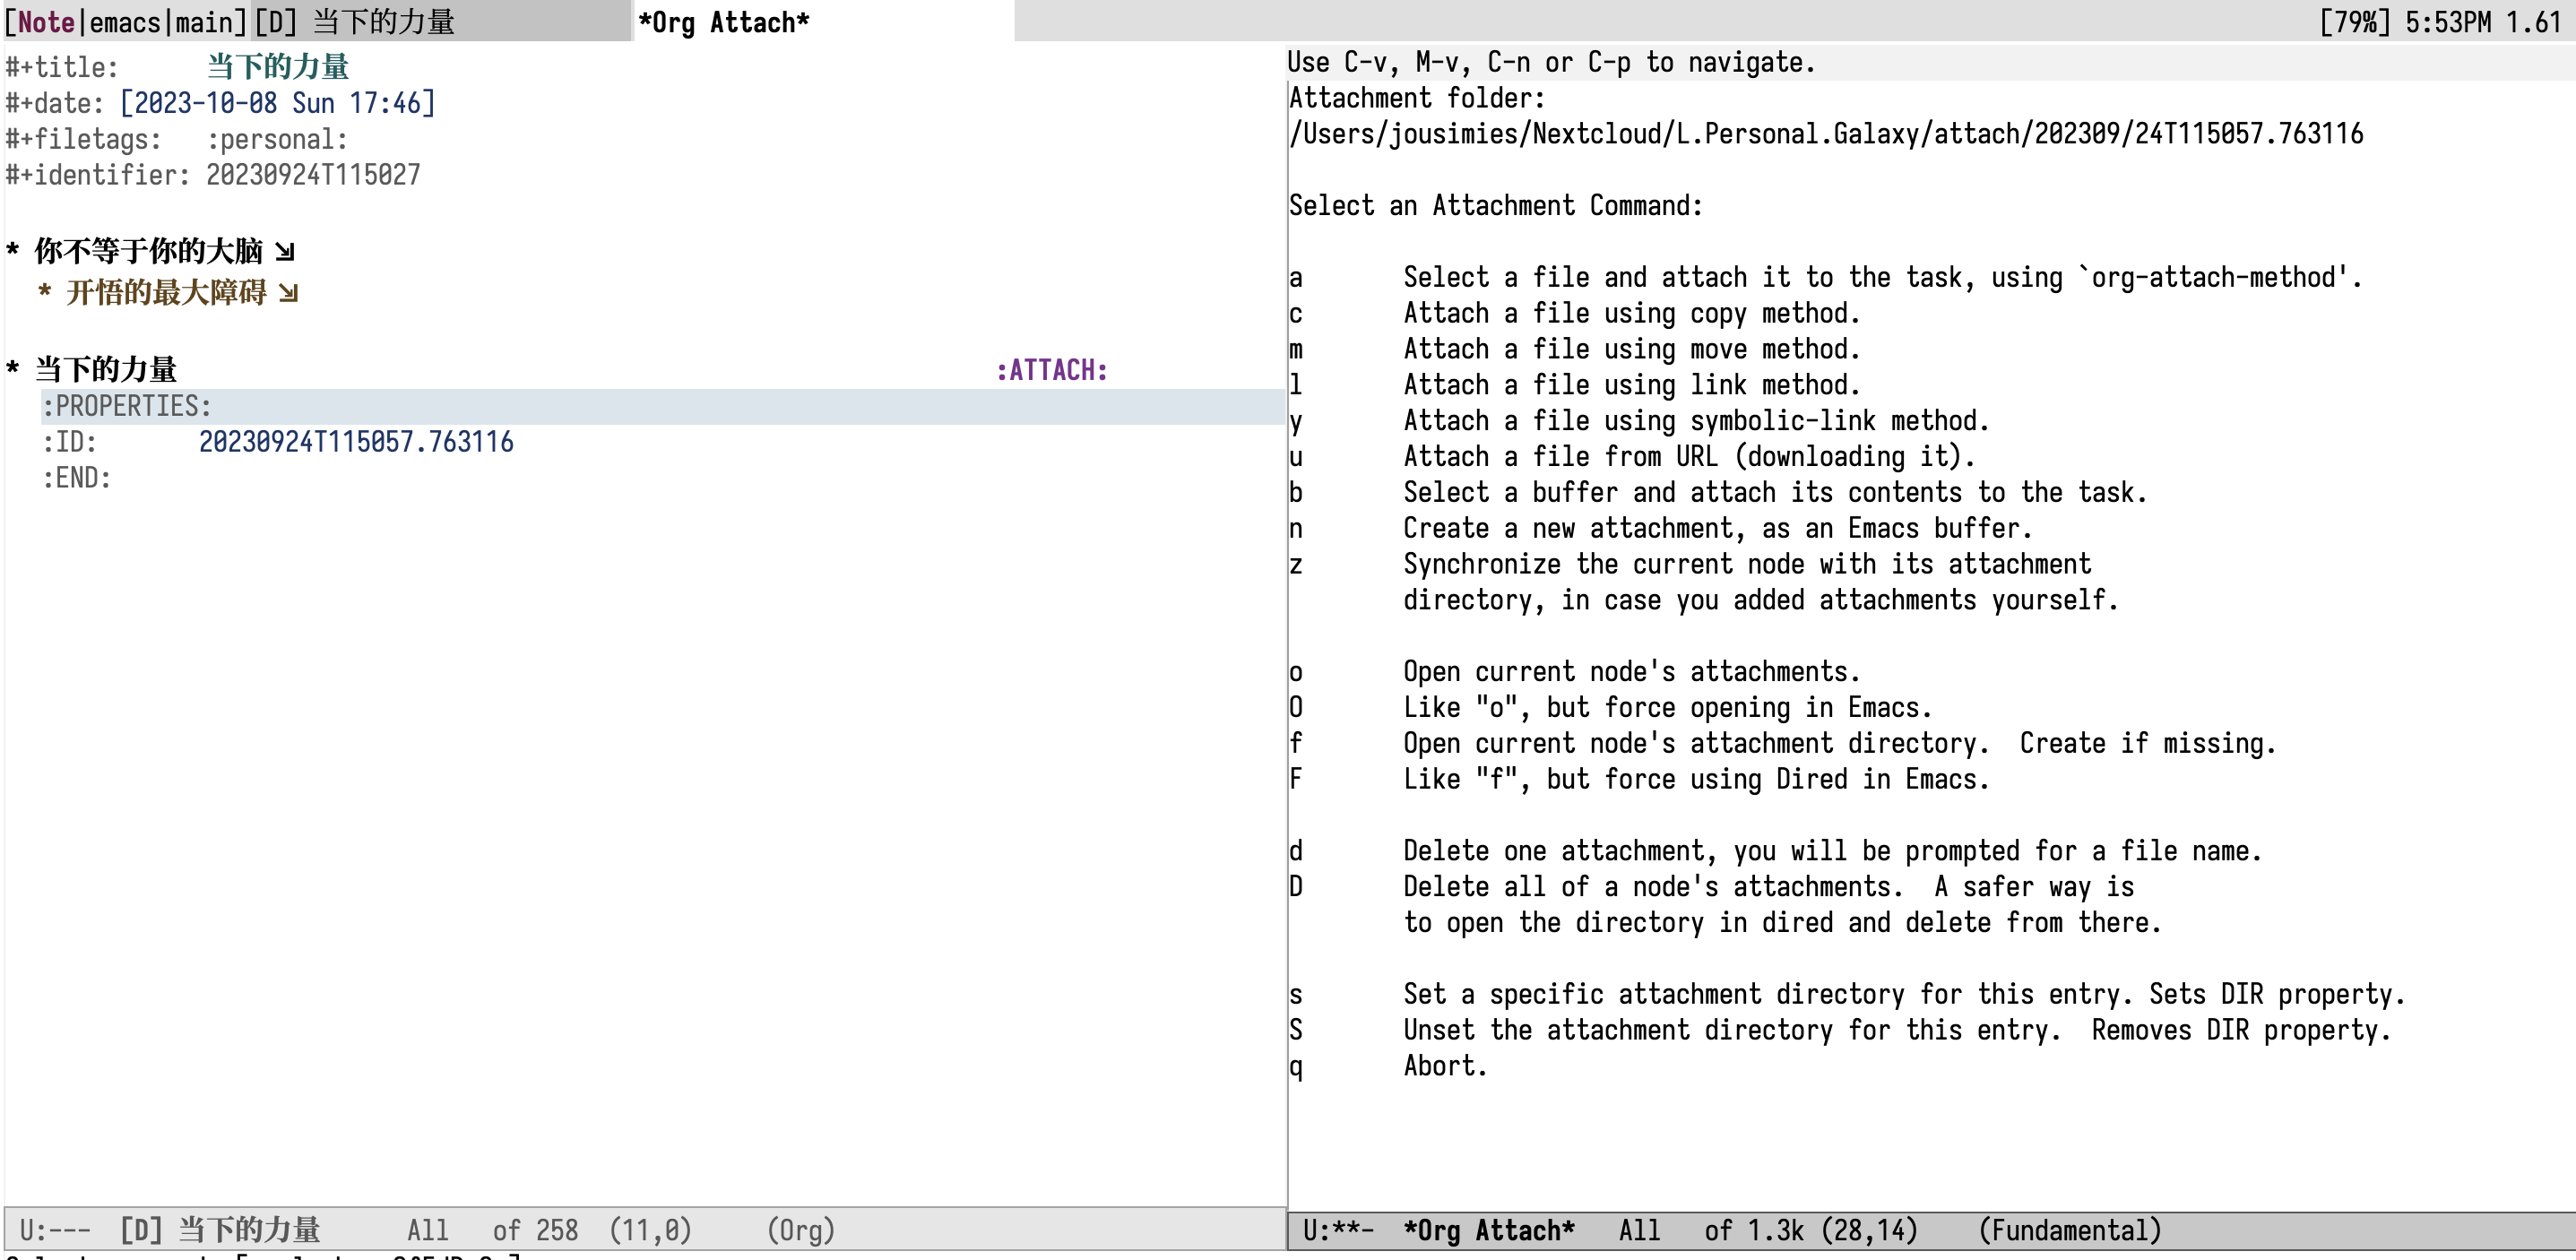 [Note|emacs|main][D] 当下的力量 *Org Attach* [79%] 5:53PM 1.61
#+title: 当下的力量
#+date: [2023-10-08 Sun 17:46]
#+filetags: :personal:
#+identifier: 20230924T115027
* 你不等于你的大脑 ⇲
* 开悟的最大障碍 ⇲
* 当下的力量 :ATTACH:
:PROPERTIES:
:ID: 20230924T115057.763116
:END:
U:--- [D] 当下的力量 All of 258 (11,0) (Org)
Use C-v, M-v, C-n or C-p to navigate.
Attachment folder:
/Users/jousimies/Nextcloud/L.Personal.Galaxy/attach/202309/24T115057.763116
Select an Attachment Command:
a Select a file and attach it to the task, using `org-attach-method'.
c Attach a file using copy method.
m Attach a file using move method.
l Attach a file using link method.
y Attach a file using symbolic-link method.
u Attach a file from URL (downloading it).
b Select a buffer and attach its contents to the task.
n Create a new attachment, as an Emacs buffer.
z Synchronize the current node with its attachment
directory, in case you added attachments yourself.
o Open current node's attachments.
O Like "o", but force opening in Emacs.
f Open current node's attachment directory.  Create if missing.
F Like "f", but force using Dired in Emacs.
d Delete one attachment, you will be prompted for a file name.
D Delete all of a node's attachments.  A safer way is
to open the directory in dired and delete from there.
s Set a specific attachment directory for this entry. Sets DIR property.
S Unset the attachment directory for this entry.  Removes DIR property.
q Abort.
U:**- *Org Attach* All of 1.3k (28,14) (Fundamental)